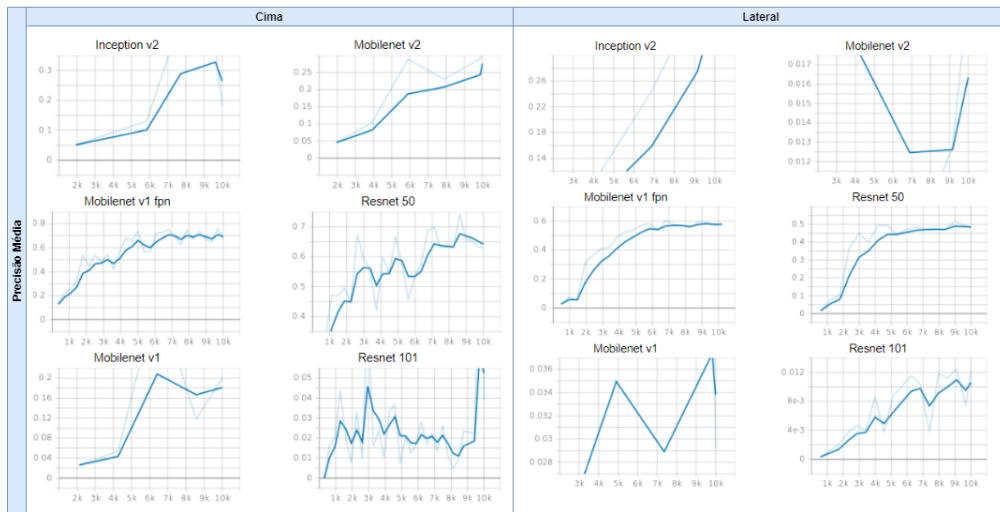 Cima
Lateral
Precisão Média
Inception v2
0.3
0.2
0.1
0
2k 3k 4k 5k 6k 7k 8k 9k 10k
Mobilenet v2
0.25
0.2
0.15
0.1
0.05
0
2k 3k 4k 5k 6k 7k 8k 9k 10k
Inception v2
0.26
0.22
0.18
0.14
3k 4k 5k 6k 7k 8k 9k 10k
Mobilenet v2
0.017
0.016
0.015
0.014
0.013
0.012
3k 4k 5k 6k 7k 8k 9k 10k
Mobilenet v1 fpn
0.8
0.6
0.4
0.2
0
1k 2k 3k 4k 5k 6k 7k 8k 9k 10k
Resnet 50
0.7
0.6
0.5
0.4
1k 2k 3k 4k 5k 6k 7k 8k 9k 10k
Mobilenet v1 fpn
0.6
0.4
0.2
0
1k 2k 3k 4k 5k 6k 7k 8k 9k 10k
Resnet 50
0.5
0.4
0.3
0.2
0.1
0
1k 2k 3k 4k 5k 6k 7k 8k 9k 10k
Mobilenet v1
0.2
0.16
0.12
0.08
0.04
0
2k 3k 4k 5k 6k 7k 8k 9k 10k
Resnet 101
0.05
0.04
0.03
0.02
0.01
0
1k 2k 3k 4k 5k 6k 7k 8k 9k 10k
Mobilenet v1
0.036
0.034
0.032
0.03
0.028
3k 4k 5k 6k 7k 8k 9k 10k
Resnet 101
0.012
8e-3
4e-3
0
1k 2k 3k 4k 5k 6k 7k 8k 9k 10k